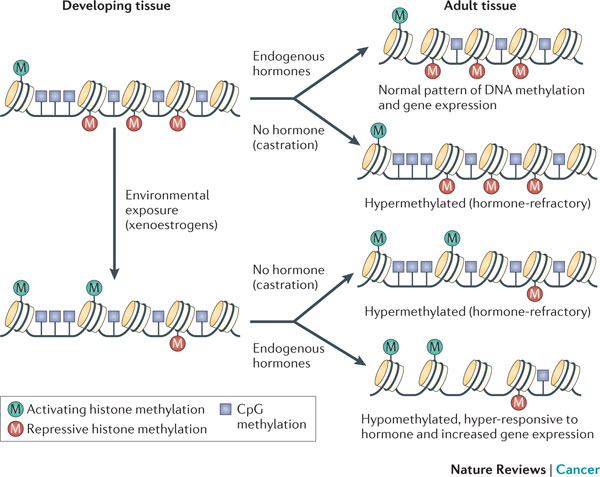 Developing tissue
Adult tissue
M
M M M
Endogenous
hormones
No hormone
(castration)
M
M M M
Normal pattern of DNA methylation
and gene expression
M
M M M
Hypermethylated (hormone-refractory)
Environmental
exposure
(xenoestrogens)
M M
M
No hormone
(castration)
Endogenous
hormones
M M
M
Hypermethylated (hormone-refractory)
M M
M
Hypomethylated, hyper-responsive to
hormone and increased gene expression
M Activating histone methylation
M Repressive histone methylation
CpG
methylation
Nature Reviews | Cancer